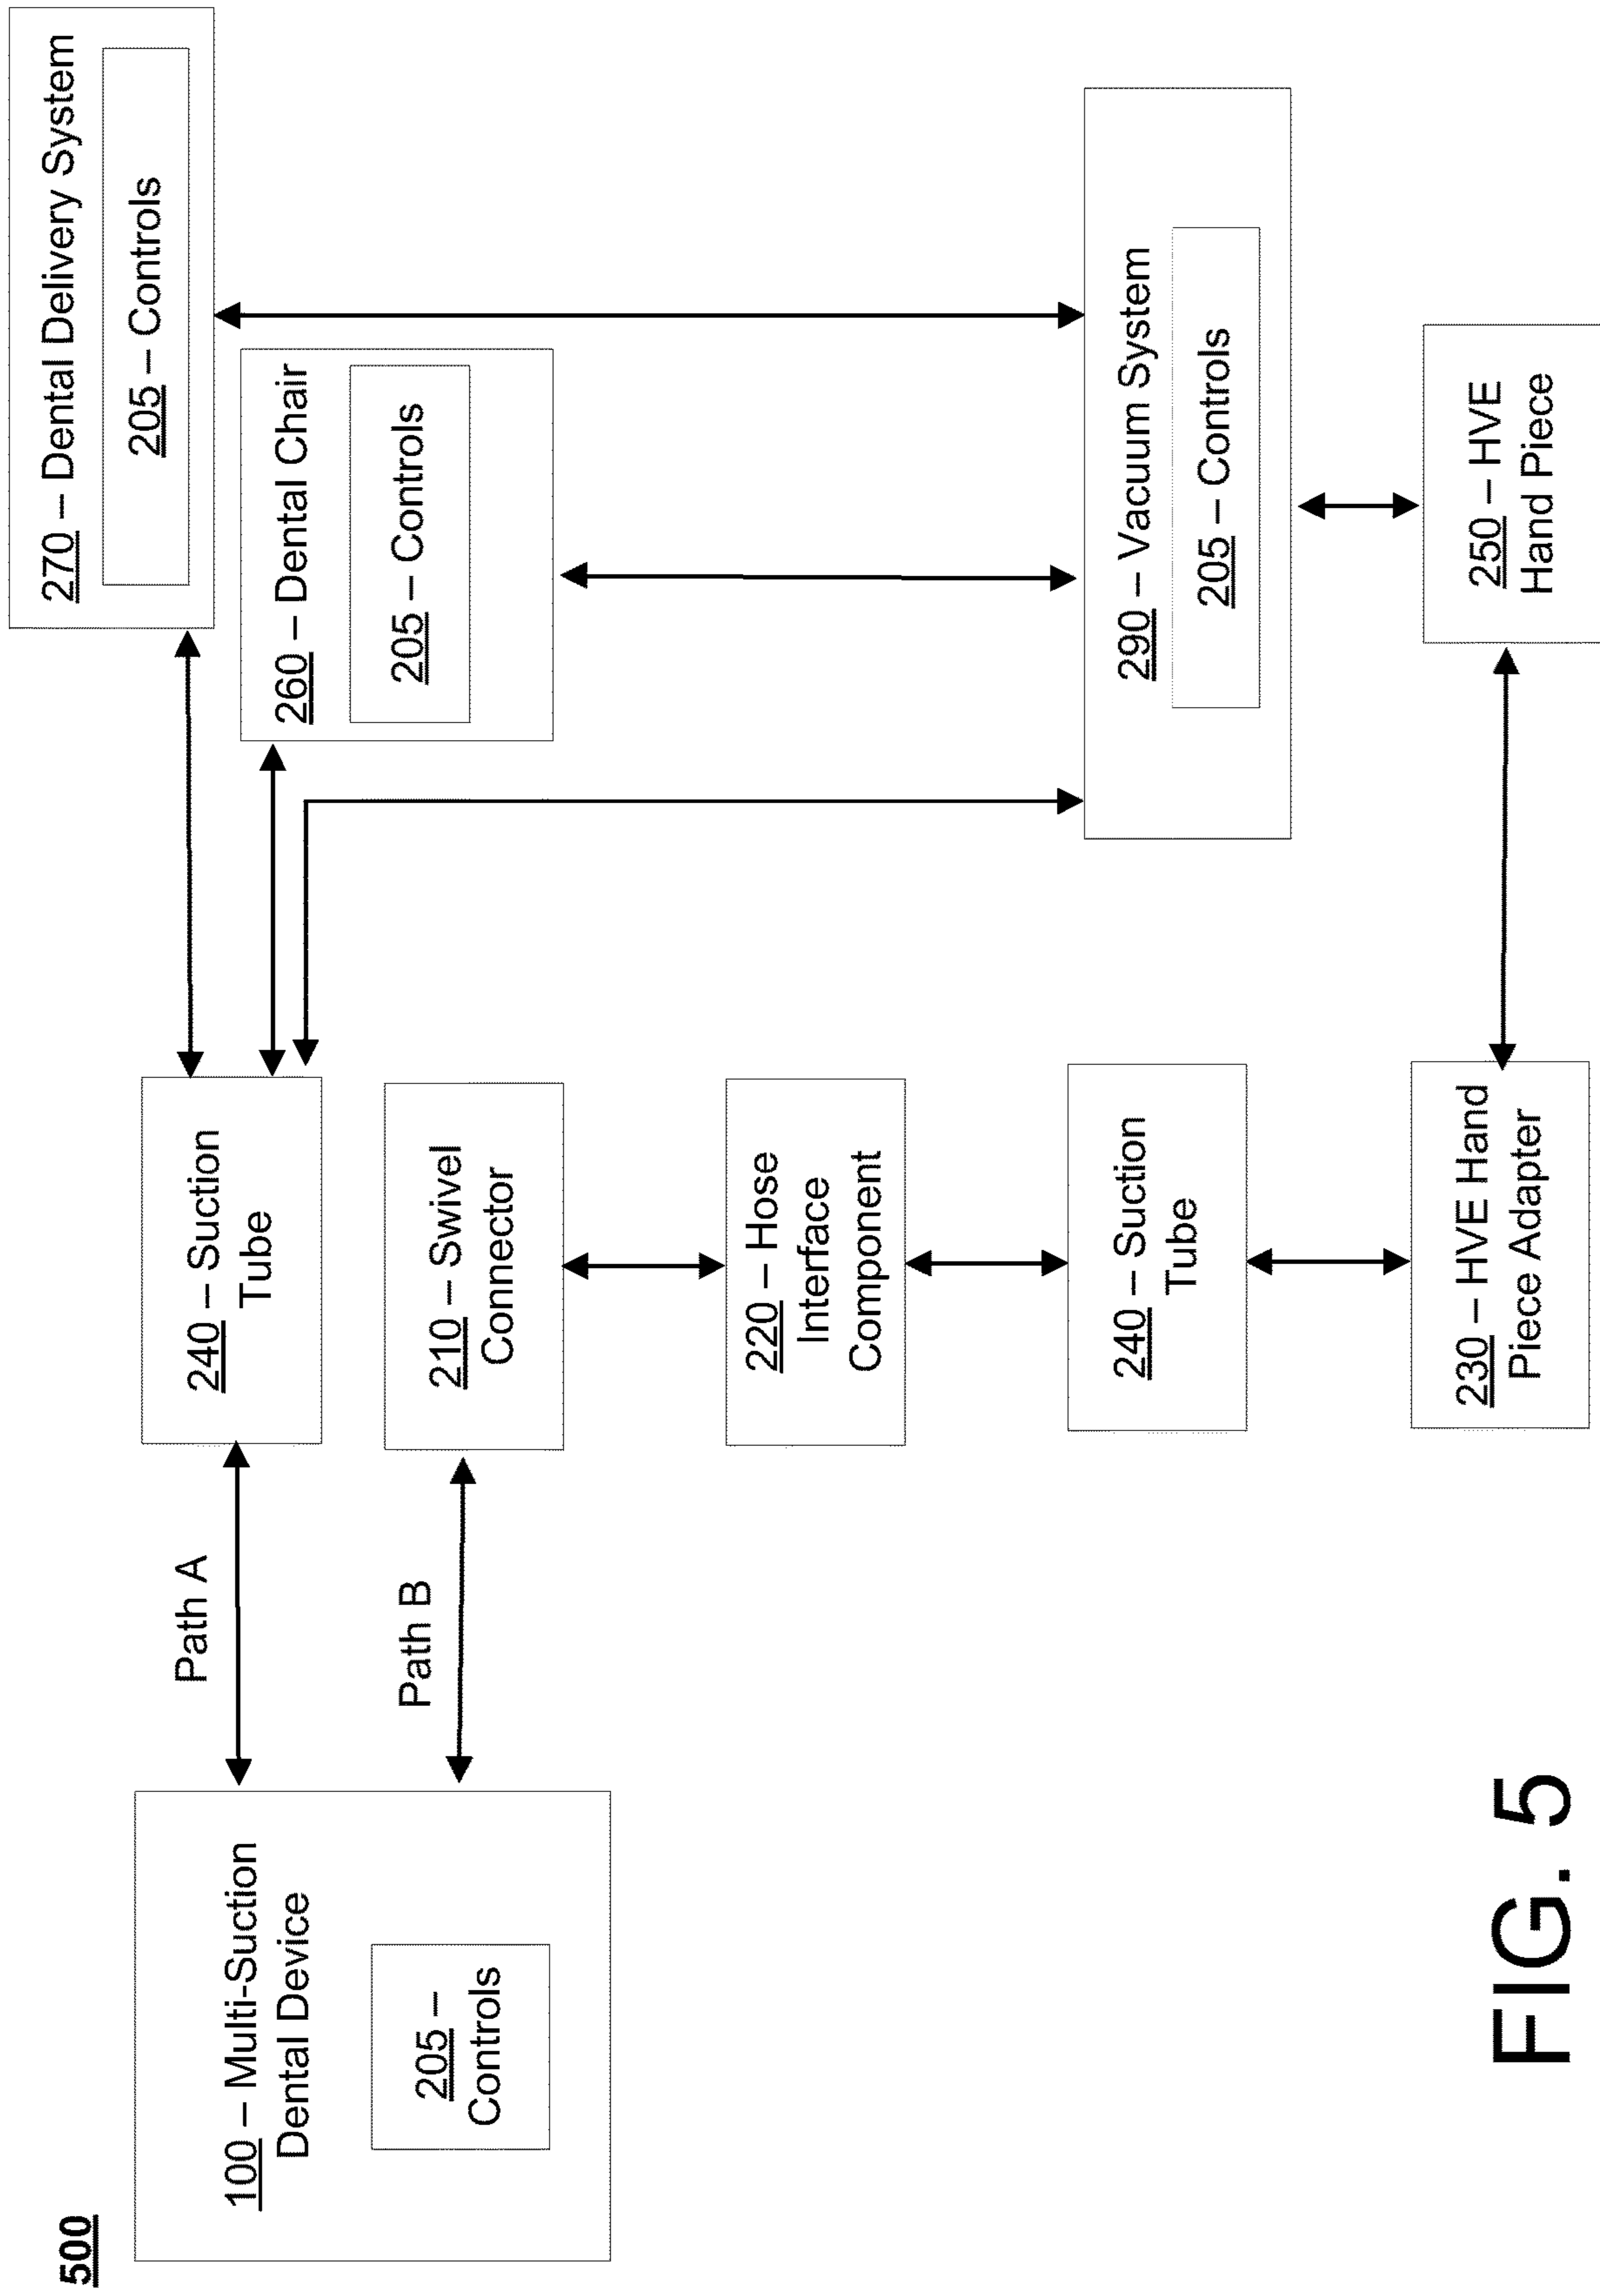 500
100 – Multi-Suction
Dental Device
205 –
Controls
Path A
Path B
240 – Suction
Tube
210 – Swivel
Connector
220 – Hose
Interface
Component
240 – Suction
Tube
230 – HVE Hand
Piece Adapter
270 – Dental Delivery System
205 – Controls
260 – Dental Chair
205 – Controls
290 – Vacuum System
205 – Controls
250 – HVE
Hand Piece
FIG. 5